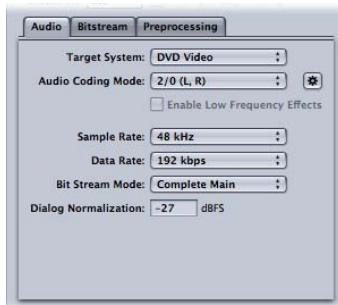 Audio Bitstream Preprocessing
Target System: DVD Video
Audio Coding Mode: 2/0 (L, R)
Enable Low Frequency Effects
Sample Rate: 48 kHz
Data Rate: 192 kbps
Bit Stream Mode: Complete Main
Dialog Normalization: -27 dBFS